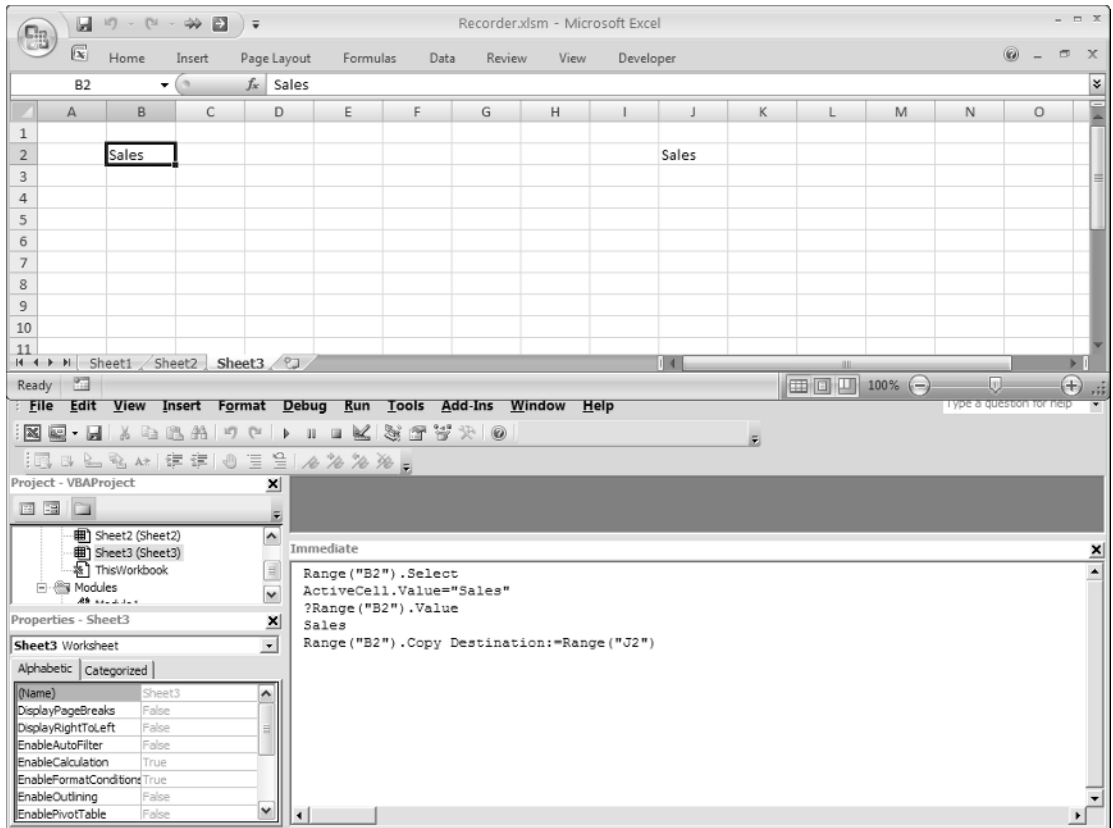 Recorder.xlsm - Microsoft Excel
Home Insert Page Layout Formulas Data Review View Developer
B2 fx Sales
A B C D E F G H I J K L M N O
1
2 Sales Sales
3
4
5
6
7
8
9
10
11
Sheet1 Sheet2 Sheet3
Ready 100%
File Edit View Insert Format Debug Run Tools Add-Ins Window Help Type a question for help
Project - VBAProject
Sheet2 (Sheet2)
Sheet3 (Sheet3)
ThisWorkbook
Modules
Properties - Sheet3
Sheet3 Worksheet
Alphabetic Categorized
(Name) Sheet3
DisplayPageBreaks False
DisplayRightToLeft False
EnableAutoFilter False
EnableCalculation True
EnableFormatConditions True
EnableOutlining False
EnablePivotTable False
Immediate
Range("B2").Select
ActiveCell.Value="Sales"
?Range("B2").Value
Sales
Range("B2").Copy Destination:=Range("J2")